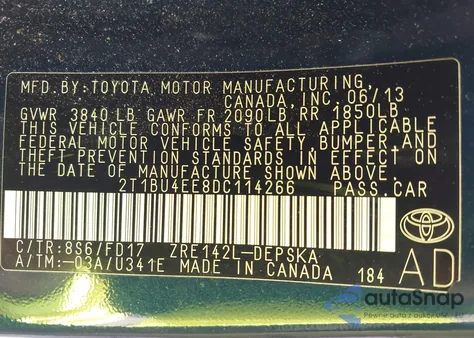 MFD. BY: TOYOTA MOTOR MANUFACTURING,
CANADA, INC. 06/13
GVWR 3840 LB GAWR FR 2090LB RR 1850LB
THIS VEHICLE CONFORMS TO ALL APPLICABLE
FEDERAL MOTOR VEHICLE SAFETY, BUMPER, AND
THEFT PREVENTION STANDARDS IN EFFECT ON
THE DATE OF MANUFACTURE SHOWN ABOVE.
2T1BU4EE8DC114266 PASS. CAR
C/TR: 8S6/FD17 ZRE142L-DEPSKA
A/TM: -03A/U341E MADE IN CANADA 184
AD
autoSnap